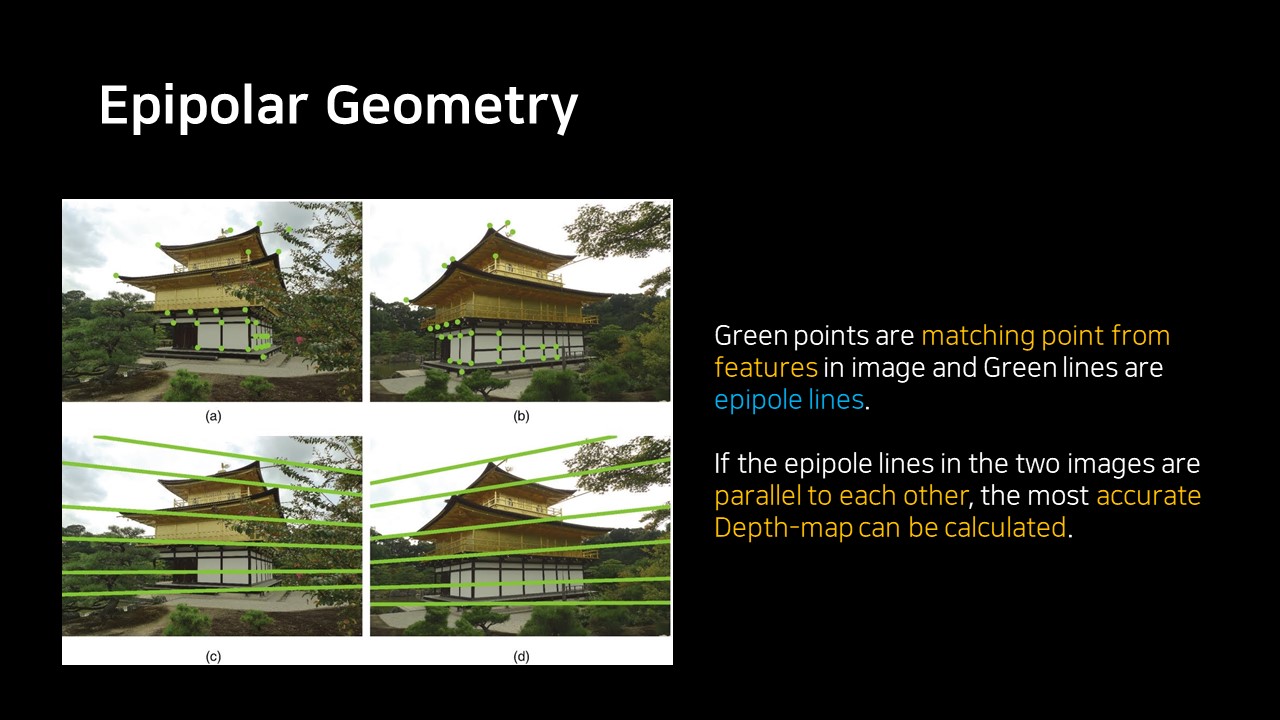 Epipolar Geometry
(a)
(b)
(c)
(d)
Green points are matching point from
features in image and Green lines are
epipole lines.
If the epipole lines in the two images are
parallel to each other, the most accurate
Depth-map can be calculated.